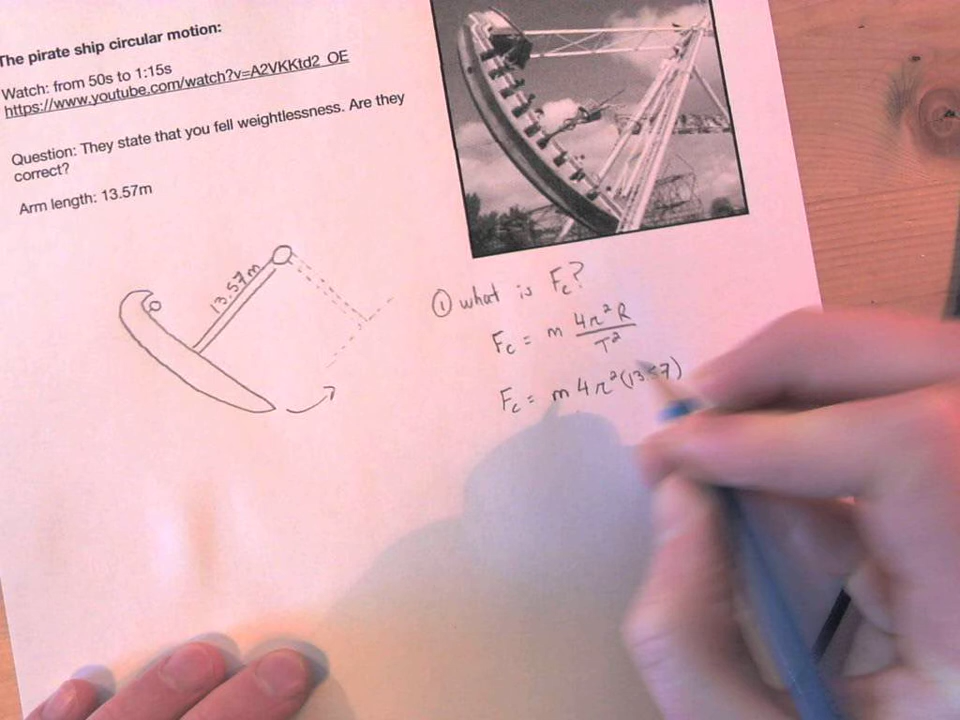 The pirate ship circular motion:
Watch: from 50s to 1:15s
https://www.youtube.com/watch?v=A2VKKtd2_OE
Question: They state that you fell weightlessness. Are they
correct?
Arm length: 13.57m
13.57m
① what is Fc?
Fc = m 4π²R
T²
Fc = m 4π²(13.57)